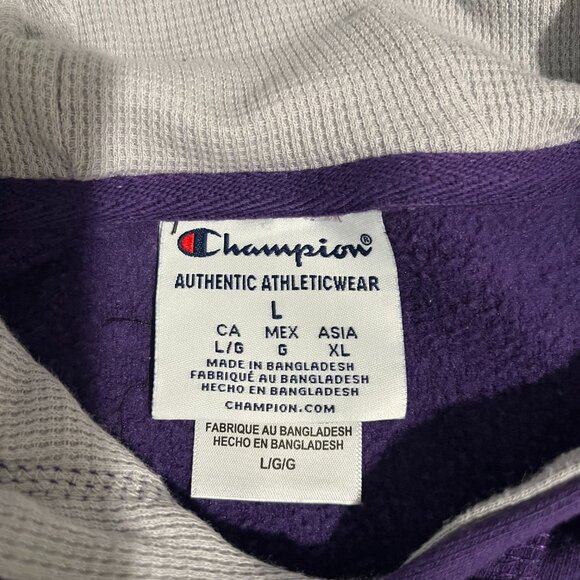 Champion®
AUTHENTIC ATHLETICWEAR
L
CA MEX ASIA
L/G G XL
MADE IN BANGLADESH
FABRIQUÉ AU BANGLADESH
HECHO EN BANGLADESH
CHAMPION.COM
FABRIQUE AU BANGLADESH
HECHO EN BANGLADESH
L/G/G